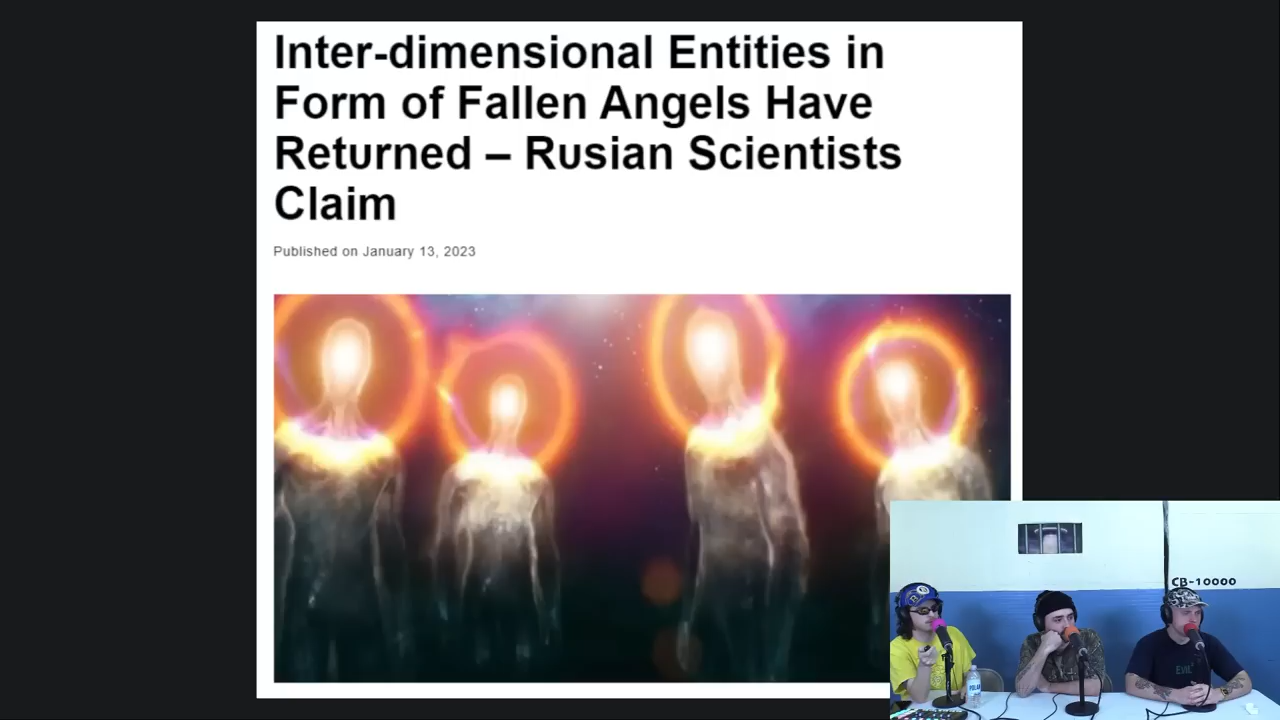 Inter-dimensional Entities in
Form of Fallen Angels Have
Returned – Rusian Scientists
Claim
Published on January 13, 2023
CB-10000
EVIL